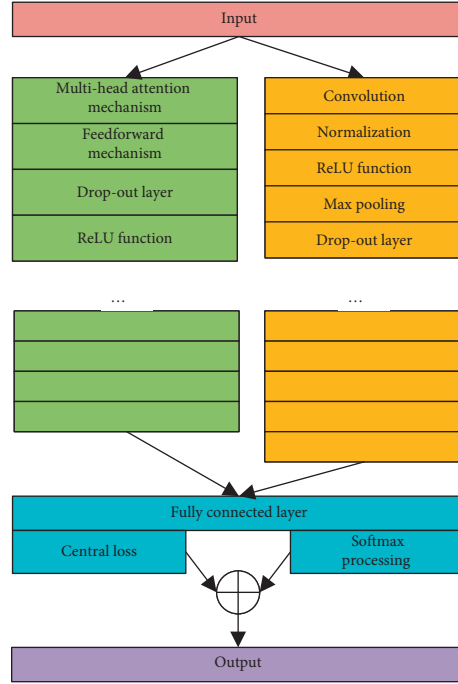 Input
Multi-head attention
mechanism
Feedforward
mechanism
Drop-out layer
ReLU function
Convolution
Normalization
ReLU function
Max pooling
Drop-out layer
...
...
Fully connected layer
Central loss
Softmax
processing
Output